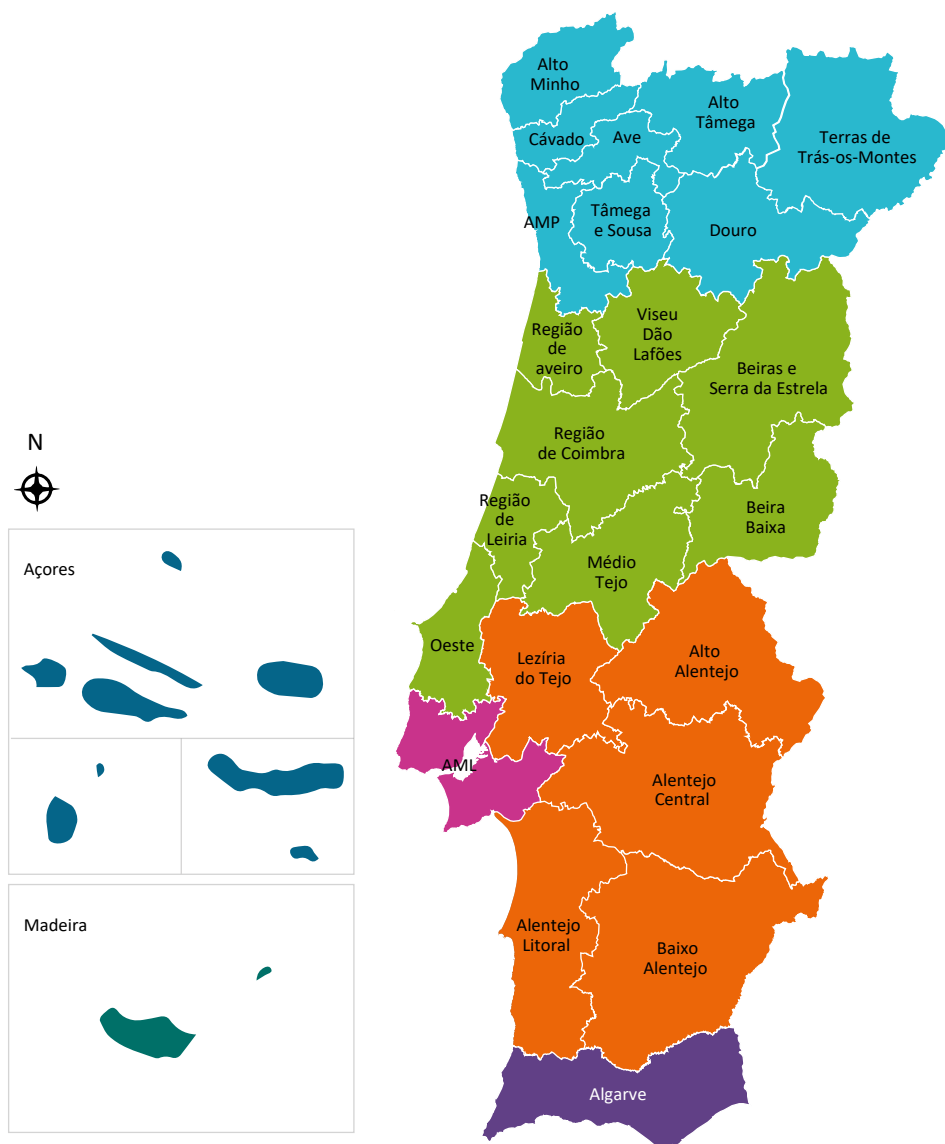 Alto
Minho
Alto
Tâmega
Cávado
Ave
Terras de
Trás-os-Montes
AMP
Tâmega
e Sousa
Douro
Região
de
aveiro
Viseu
Dão
Lafões
Beiras e
Serra da Estrela
Região
de Coimbra
N
Região
de
Leiria
Beira
Baixa
Médio
Tejo
Açores
Oeste
Lezíria
do Tejo
Alto
Alentejo
AML
Alentejo
Central
Madeira
Alentejo
Litoral
Baixo
Alentejo
Algarve